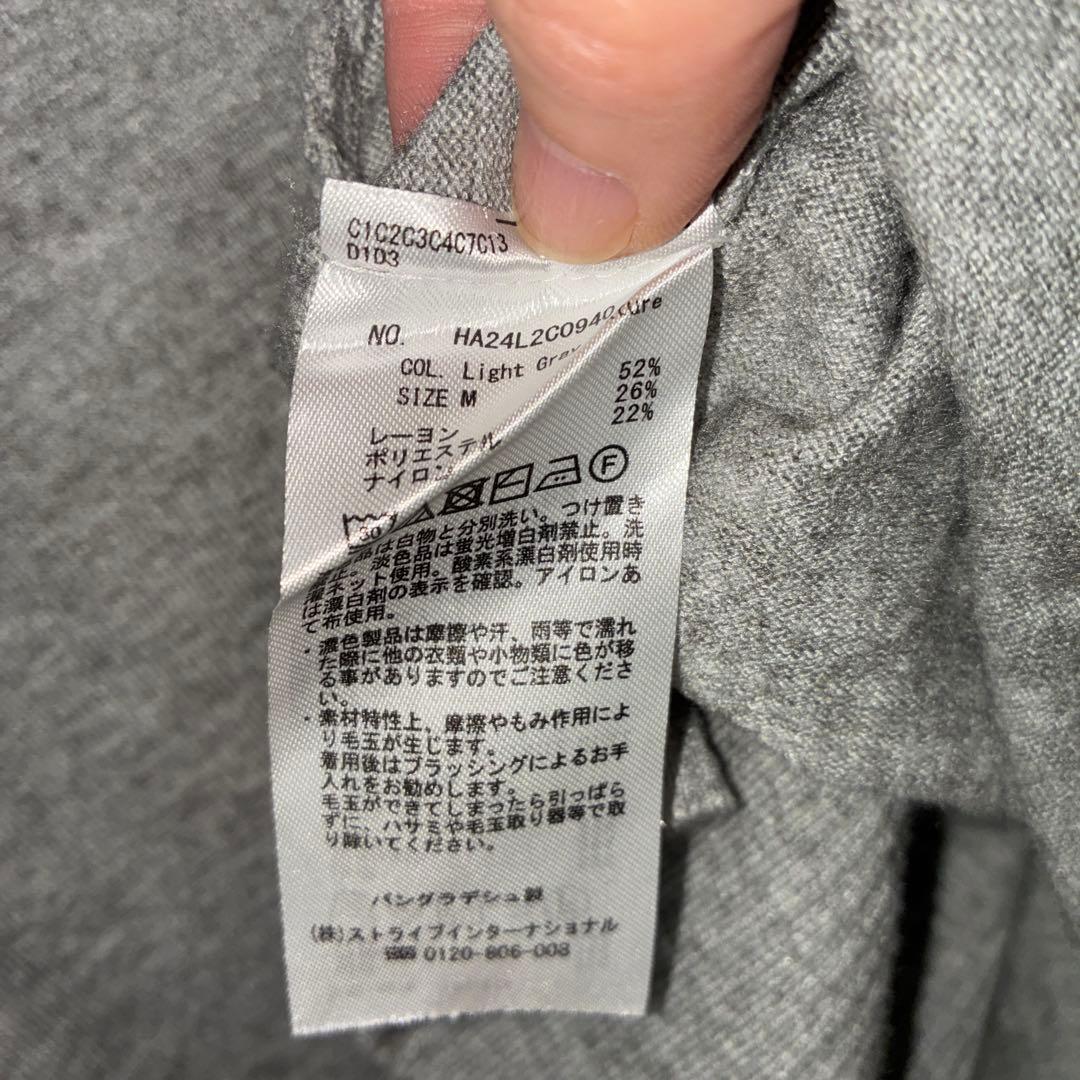 C1C2C3C4C7C13
D1D3
NO. HA24L2C0940
COL. Light Gray
SIZE M
レーヨン 52%
ポリエステル 26%
ナイロン 22%
30 F
は白物と分別洗い。つけ置き
淡色品は蛍光増白剤禁止。洗
濯ネット使用。酸素系漂白剤使用時
は漂白剤の表示を確認。アイロンあ
て布使用。
・濃色製品は摩擦や汗、雨等で濡れ
た際に他の衣類や小物類に色が移
る事がありますのでご注意くださ
い。
・素材特性上、摩擦やもみ作用によ
り毛玉が生じます。
着用後はブラッシングによるお手
入れをお勧めします。
毛玉ができてしまったら引っぱら
ずに、ハサミや毛玉取り器等で取
り除いてください。
バングラデシュ製
(株)ストライプインターナショナル
0120-806-008